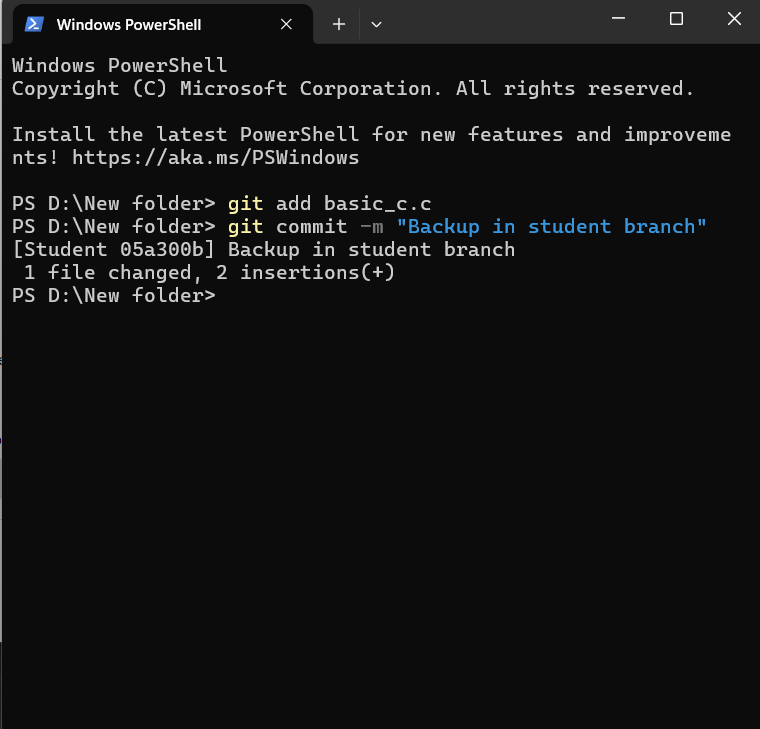 Windows PowerShell
Windows PowerShell
Copyright (C) Microsoft Corporation. All rights reserved.
Install the latest PowerShell for new features and improveme
nts! https://aka.ms/PSWindows
PS D:\New folder> git add basic_c.c
PS D:\New folder> git commit -m "Backup in student branch"
[Student 05a300b] Backup in student branch
 1 file changed, 2 insertions(+)
PS D:\New folder>